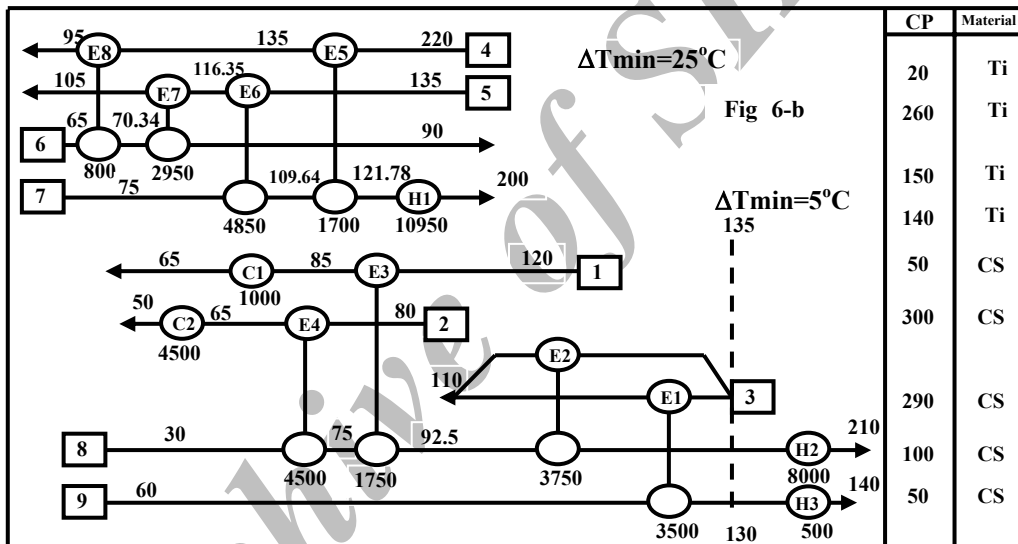 CP Material
95 E8 135 E5 220 4
ΔTmin=25°C
20 Ti
105 E7 116.35 E6 135 5
260 Ti
Fig 6-b
6 65 70.34 90
800 2950
150 Ti
7 75 109.64 121.78 H1 200
4850 1700 10950
140 Ti
ΔTmin=5°C
135
65 C1 85 E3 120 1
1000
50 CS
50 C2 65 E4 80 2
4500
300 CS
E2
110 E1 3
290 CS
8 30 75 92.5 H2 210
4500 1750 3750 8000
100 CS
9 60 H3 140
3500 130 500
50 CS